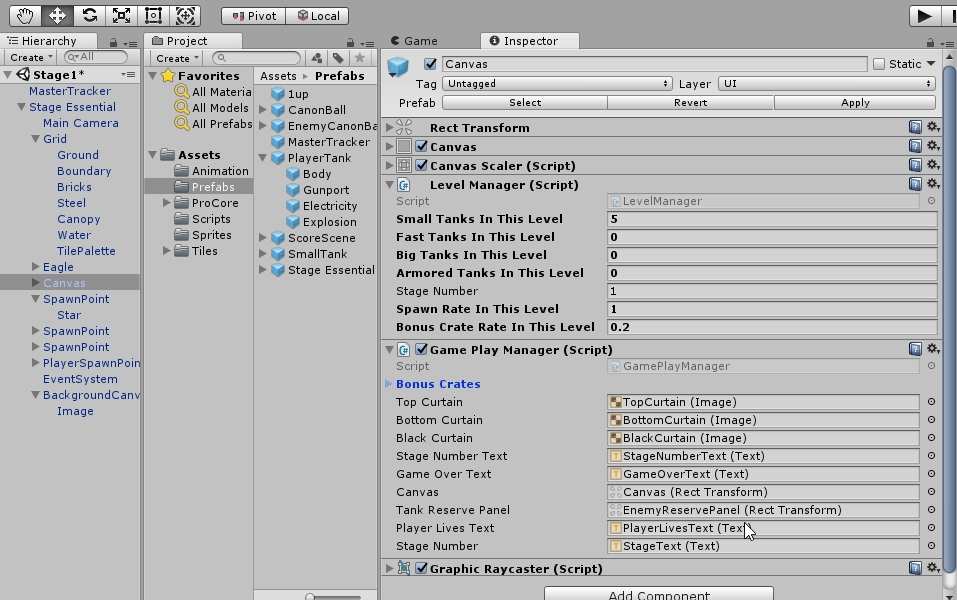 Pivot Local
Hierarchy
Create All
Stage1*
MasterTracker
Stage Essential
Main Camera
Grid
Ground
Boundary
Bricks
Steel
Canopy
Water
TilePalette
Eagle
Canvas
SpawnPoint
Star
SpawnPoint
SpawnPoint
PlayerSpawnPoin
EventSystem
BackgroundCanv
Image
Project
Create
Favorites
All Materia
All Models
All Prefabs
Assets
Animation
Prefabs
ProCore
Scripts
Sprites
Tiles
Assets Prefabs
1up
CanonBall
EnemyCanonBa
MasterTracker
PlayerTank
Body
Gunport
Electricity
Explosion
ScoreScene
SmallTank
Stage Essential
Game Inspector
Canvas Static
Tag Untagged Layer UI
Prefab Select Revert Apply
Rect Transform
Canvas
Canvas Scaler (Script)
Level Manager (Script)
Script LevelManager
Small Tanks In This Level 5
Fast Tanks In This Level 0
Big Tanks In This Level 0
Armored Tanks In This Level 0
Stage Number 1
Spawn Rate In This Level 1
Bonus Crate Rate In This Level 0.2
Game Play Manager (Script)
Script GamePlayManager
Bonus Crates
Top Curtain TopCurtain (Image)
Bottom Curtain BottomCurtain (Image)
Black Curtain BlackCurtain (Image)
Stage Number Text StageNumberText (Text)
Game Over Text GameOverText (Text)
Canvas Canvas (Rect Transform)
Tank Reserve Panel EnemyReservePanel (Rect Transform)
Player Lives Text PlayerLivesText (Text)
Stage Number StageText (Text)
Graphic Raycaster (Script)
Add Component